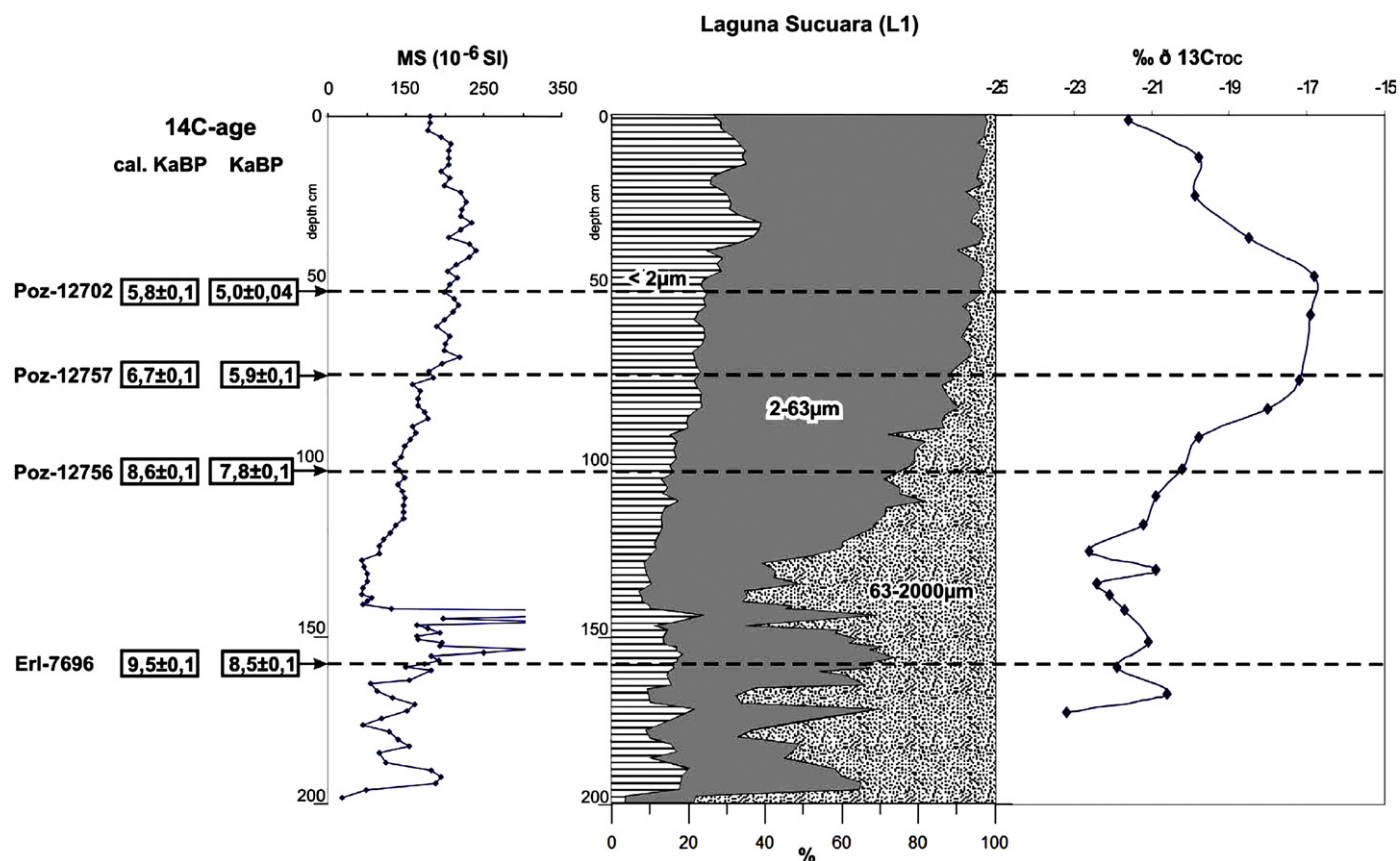 Laguna Sucuara (L1)
MS (10-6 SI)
‰ δ 13CTOC
0 150 250 350
-25 -23 -21 -19 -17 -15
14C-age
cal. KaBP KaBP
0
depth cm
50
100
150
200
0
depth cm
50
100
150
200
Poz-12702 5,8±0,1 5,0±0,04
Poz-12757 6,7±0,1 5,9±0,1
Poz-12756 8,6±0,1 7,8±0,1
Erl-7696 9,5±0,1 8,5±0,1
< 2µm
2-63µm
63-2000µm
0 20 40 60 80 100
%